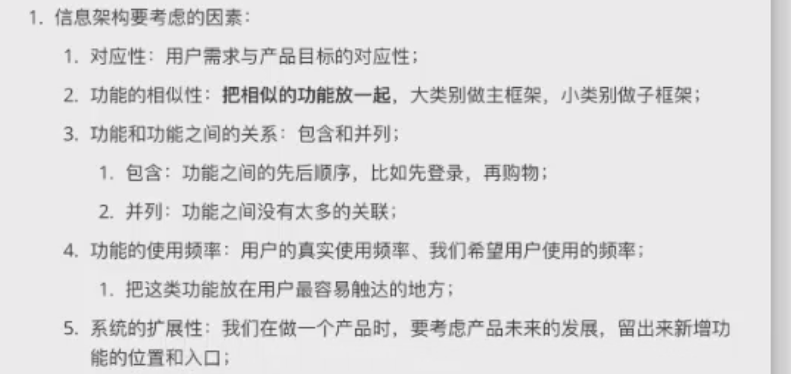 1. 信息架构要考虑的因素：
1. 对应性：用户需求与产品目标的对应性；
2. 功能的相似性：把相似的功能放一起，大类别做主框架，小类别做子框架；
3. 功能和功能之间的关系：包含和并列；
1. 包含：功能之间的先后顺序，比如先登录，再购物；
2. 并列：功能之间没有太多的关联；
4. 功能的使用频率：用户的真实使用频率、我们希望用户使用的频率；
1. 把这类功能放在用户最容易触达的地方；
5. 系统的扩展性：我们在做一个产品时，要考虑产品未来的发展，留出来新增功
能的位置和入口；